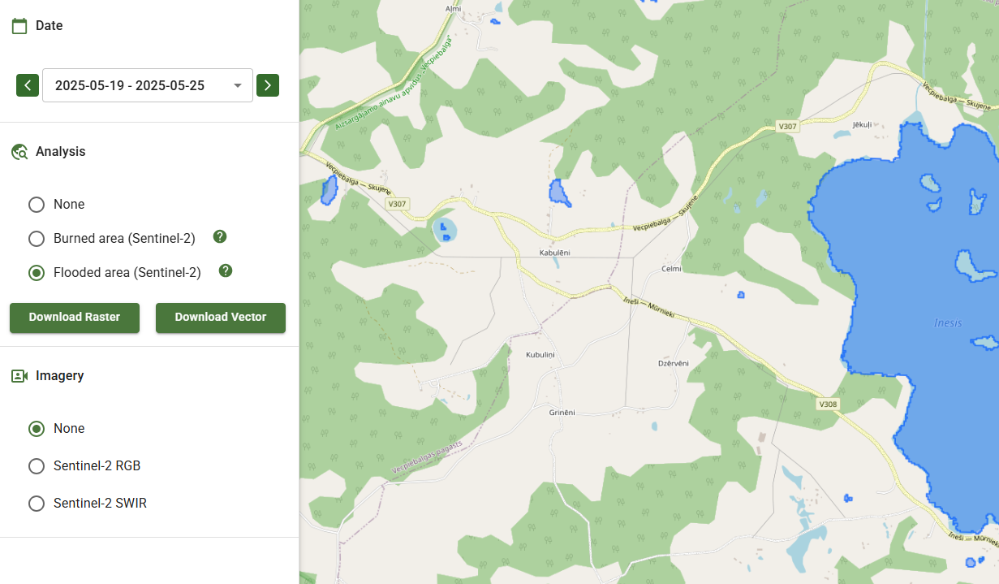 Date
2025-05-19 - 2025-05-25
Analysis
None
Burned area (Sentinel-2)
?
Flooded area (Sentinel-2)
?
Download Raster
Download Vector
Imagery
None
Sentinel-2 RGB
Sentinel-2 SWIR
Aļmi
Aizsargājamo ainavu apvidus „Vecpiebalga"
Vecpiebalga — Skujene
Jēkuļi
V307
Vecpiebalga — Skujene
V307
Vecpiebalga — Skujene
Kabulēni
Celmi
Ineši — Mūrnieki
Inesis
Kubuliņi
Dzērvēni
V308
Grinēni
Vecpiebalgas pagasts
Ineši — Mūrnieki